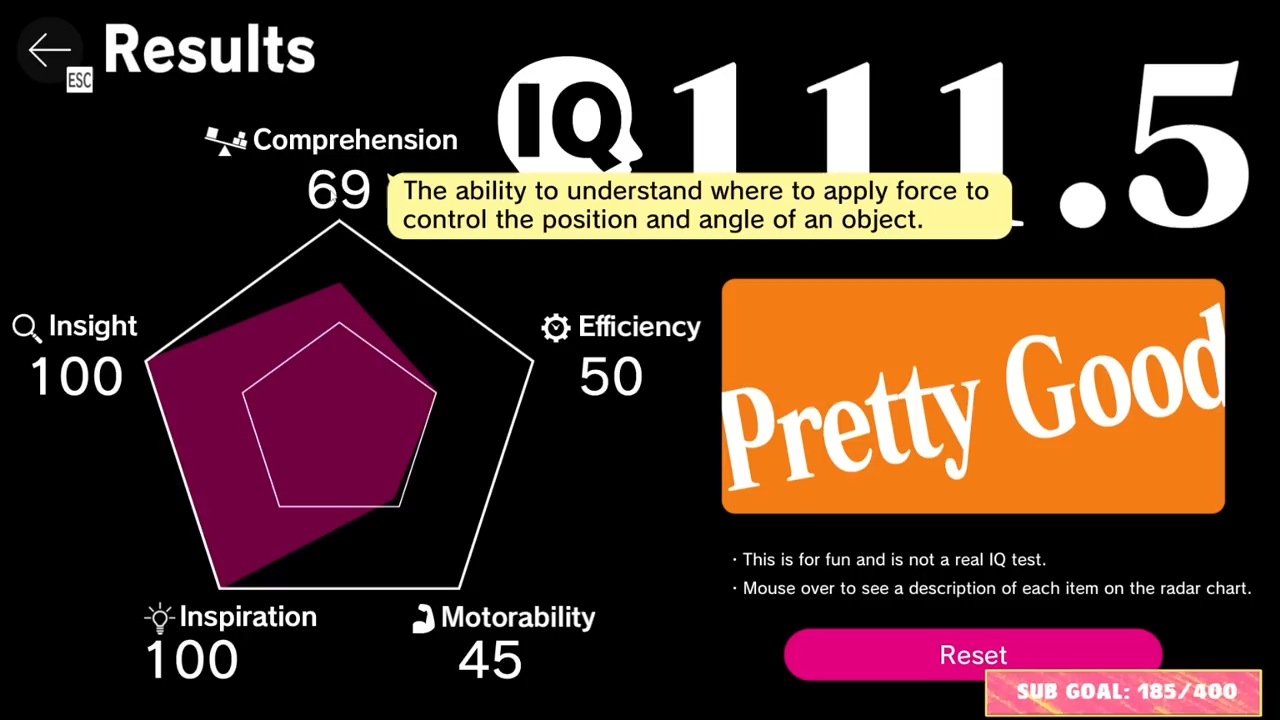 Results
ESC
IQ 111.5
Comprehension
69
The ability to understand where to apply force to
control the position and angle of an object.
Insight
100
Efficiency
50
Pretty Good
Inspiration
100
Motorability
45
· This is for fun and is not a real IQ test.
· Mouse over to see a description of each item on the radar chart.
Reset
SUB GOAL: 185/400